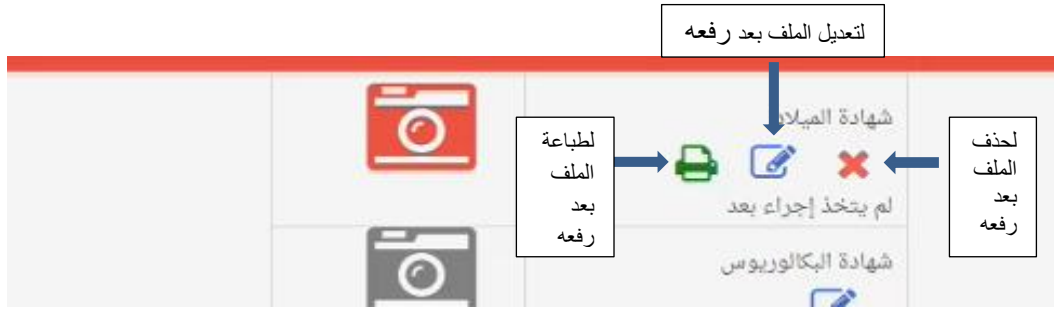 لتعديل الملف بعد رفعه
شهادة الميلاد
لحذف
الملف
بعد
رفعه
لطباعة
الملف
بعد
رفعه
لم يتخذ إجراء بعد
شهادة البكالوريوس